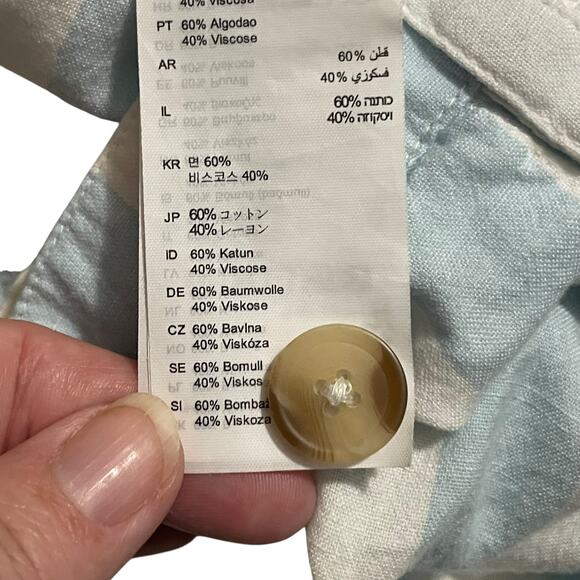 40% Viscosa
PT 60% Algodao
40% Viscose
AR 60% قطن
40% فسكوزي
IL 60% כותנה
40% ויסקוזה
KR 면 60%
비스코스 40%
JP 60% コットン
40% レーヨン
ID 60% Katun
40% Viscose
DE 60% Baumwolle
40% Viskose
CZ 60% Bavlna
40% Viskóza
SE 60% Bomull
40% Viskos
SI 60% Bombaž
40% Viskoza